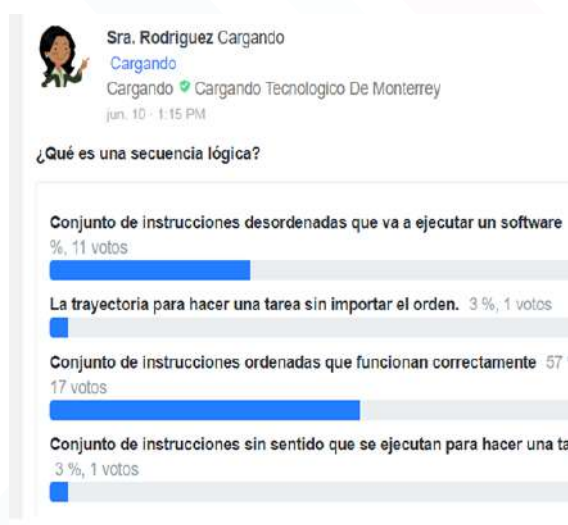 Sra. Rodriguez Cargando
Cargando
Cargando Cargando Tecnologico De Monterrey
jun. 10 · 1:15 PM
¿Qué es una secuencia lógica?
Conjunto de instrucciones desordenadas que va a ejecutar un software
%, 11 votos
La trayectoria para hacer una tarea sin importar el orden. 3 %, 1 votos
Conjunto de instrucciones ordenadas que funcionan correctamente 57
17 votos
Conjunto de instrucciones sin sentido que se ejecutan para hacer una
3 %, 1 votos